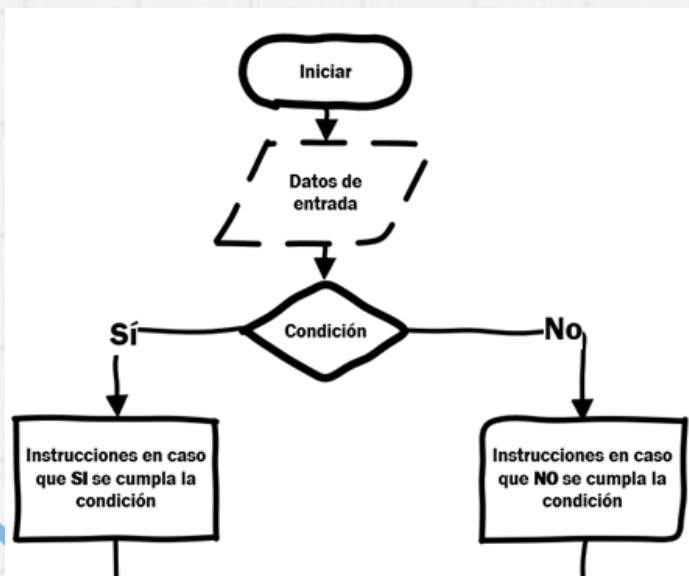 Iniciar
Datos de
entrada
Condición
Sí
No
Instrucciones en caso
que SI se cumpla la
condición
Instrucciones en caso
que NO se cumpla la
condición